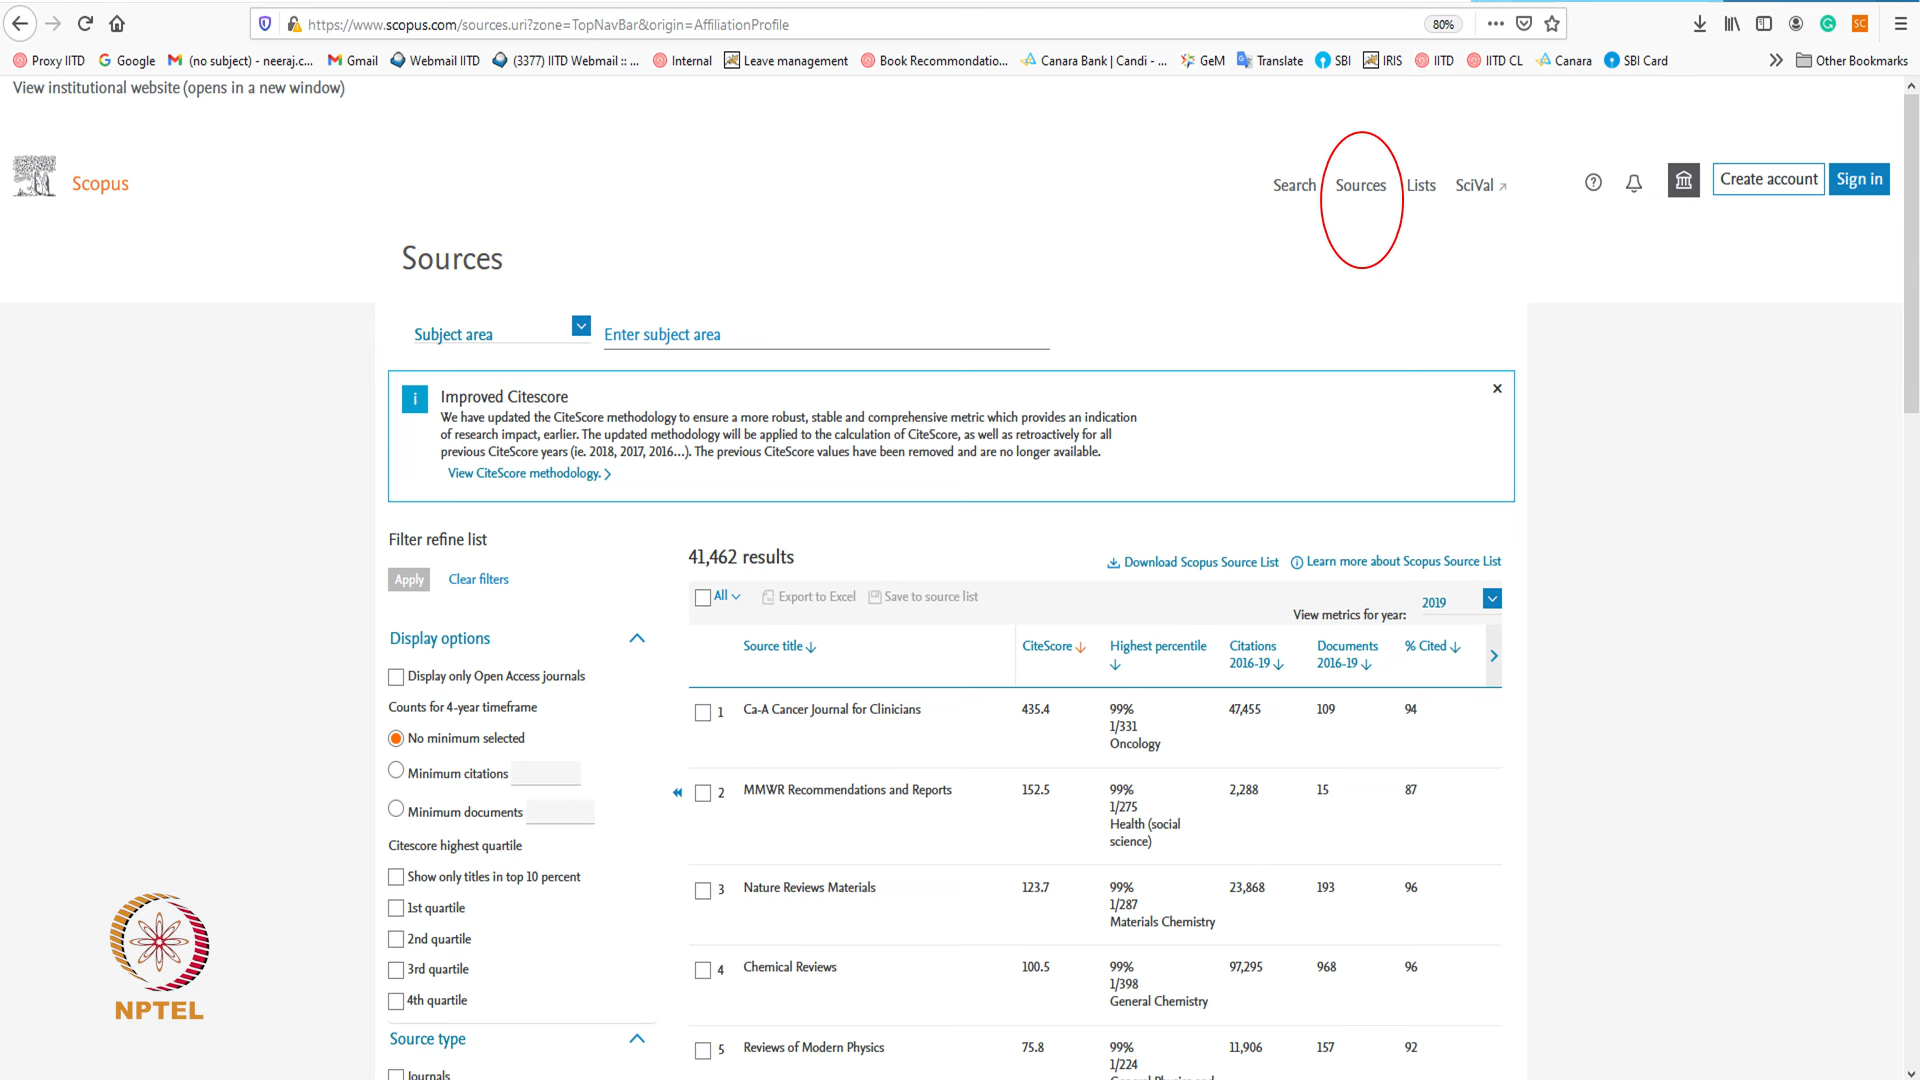 https://www.scopus.com/sources.uri?zone=TopNavBar&origin=AffiliationProfile
80%
SC
Proxy IITD
Google
(no subject) - neeraj.c...
Gmail
Webmail IITD
(3377) IITD Webmail :: ...
Internal
Leave management
Book Recommondatio...
Canara Bank | Candi - ...
GeM
Translate
SBI
IRIS
IITD
IITD CL
Canara
SBI Card
Other Bookmarks
View institutional website (opens in a new window)
Scopus
Search
Sources
Lists
SciVal
Create account
Sign in
Sources
Subject area
Enter subject area
Improved Citescore
We have updated the CiteScore methodology to ensure a more robust, stable and comprehensive metric which provides an indication
of research impact, earlier. The updated methodology will be applied to the calculation of CiteScore, as well as retroactively for all
previous CiteScore years (ie. 2018, 2017, 2016...). The previous CiteScore values have been removed and are no longer available.
View CiteScore methodology.
Filter refine list
Apply
Clear filters
Display options
Display only Open Access journals
Counts for 4-year timeframe
No minimum selected
Minimum citations
Minimum documents
Citescore highest quartile
Show only titles in top 10 percent
1st quartile
2nd quartile
3rd quartile
4th quartile
Source type
Journals
41,462 results
Download Scopus Source List
Learn more about Scopus Source List
All
Export to Excel
Save to source list
View metrics for year:
2019
Source title
CiteScore
Highest percentile
Citations
2016-19
Documents
2016-19
% Cited
1 Ca-A Cancer Journal for Clinicians 435.4 99% 47,455 109 94
1/331
Oncology
2 MMWR Recommendations and Reports 152.5 99% 2,288 15 87
1/275
Health (social
science)
3 Nature Reviews Materials 123.7 99% 23,868 193 96
1/287
Materials Chemistry
4 Chemical Reviews 100.5 99% 97,295 968 96
1/398
General Chemistry
5 Reviews of Modern Physics 75.8 99% 11,906 157 92
1/224
General Physics and
NPTEL